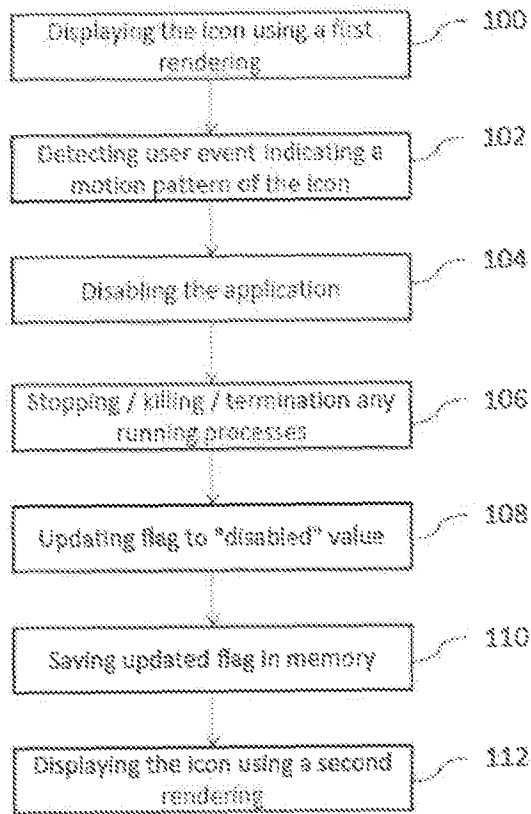 Displaying the icon using a first
rendering
100
Detecting user event indicating a
motion pattern of the icon
102
Disabling the application
104
Stopping / killing / termination any
running processes
106
Updating flag to "disabled" value
108
Saving updated flag in memory
110
Displaying the icon using a second
rendering
112